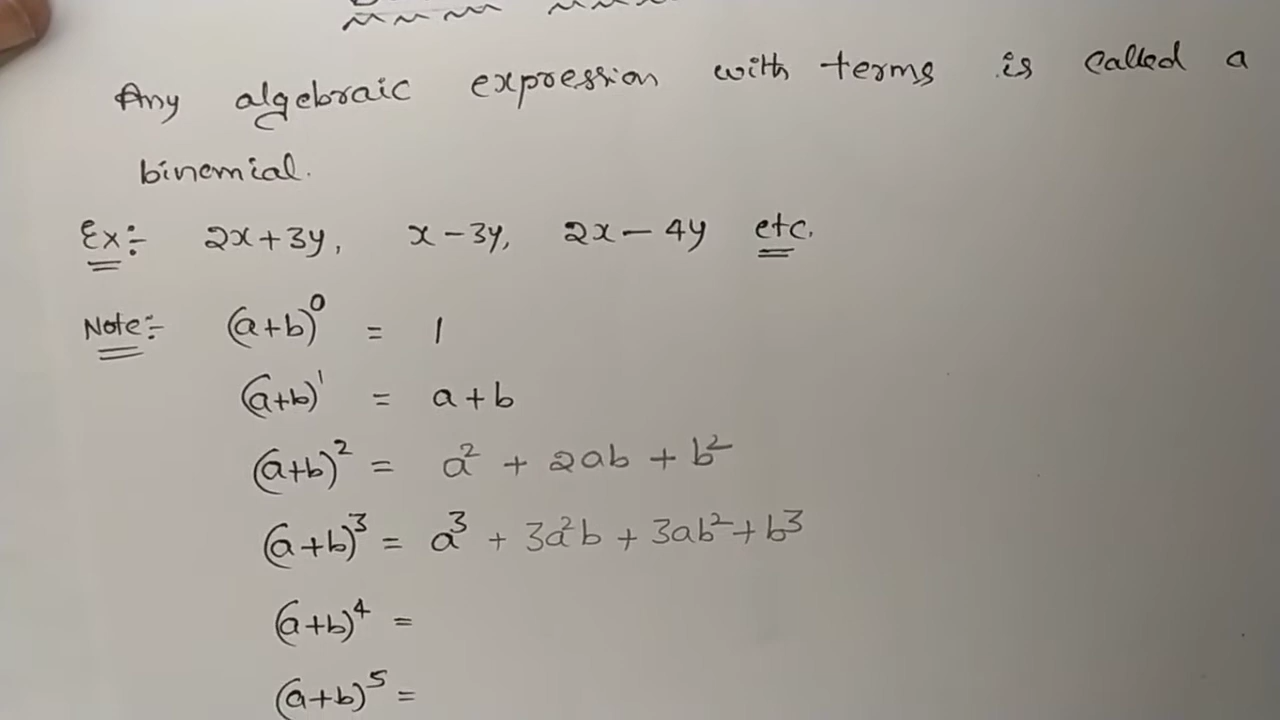 Any algebraic expression with terms is called a
binomial.
Ex:- 2x+3y, x-3y, 2x-4y etc.
Note:- (a+b)⁰ = 1
(a+b)¹ = a+b
(a+b)² = a² + 2ab + b²
(a+b)³ = a³ + 3a²b + 3ab² + b³
(a+b)⁴ =
(a+b)⁵ =